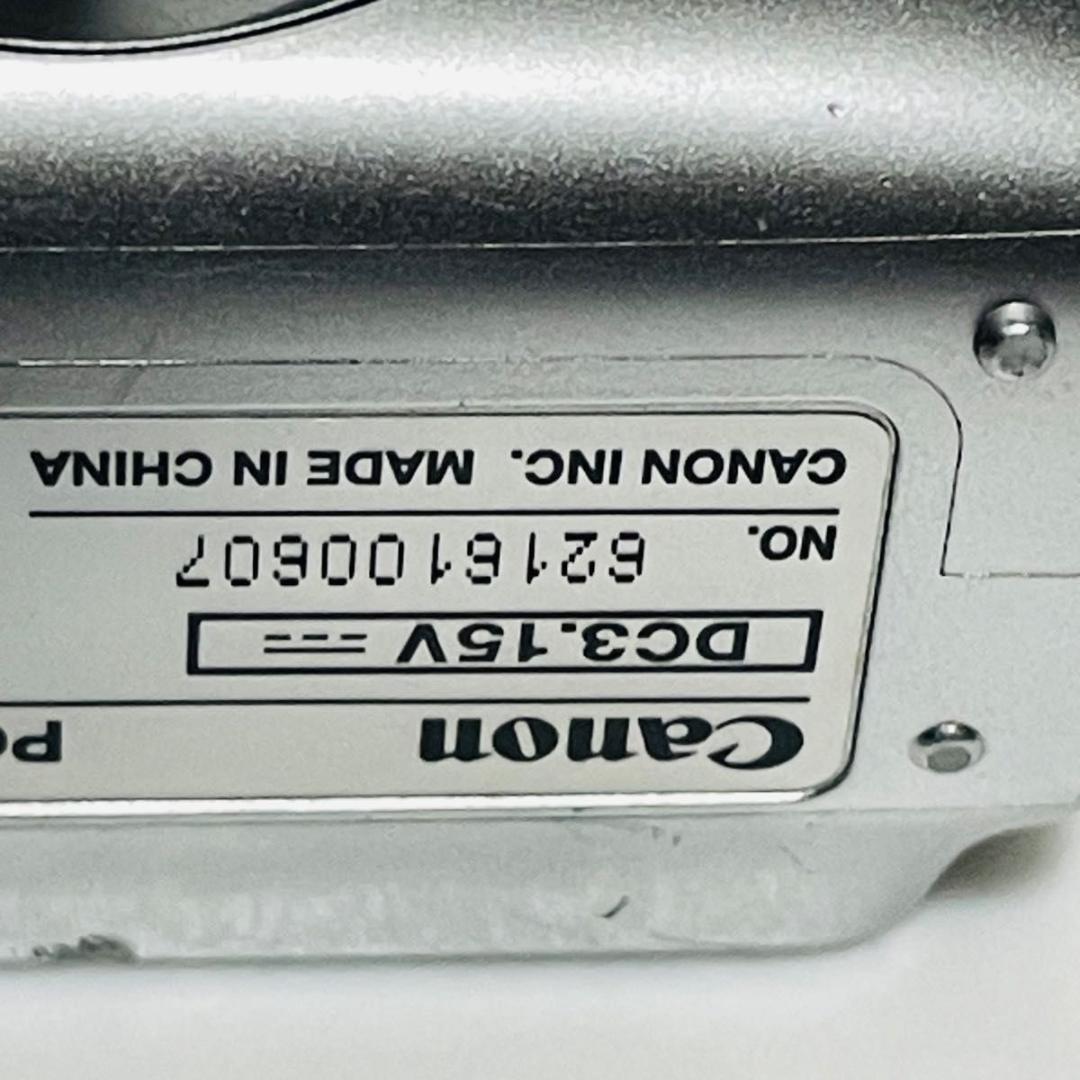 Canon
DC3.15V ⎓
NO. 6216100607
CANON INC. MADE IN CHINA